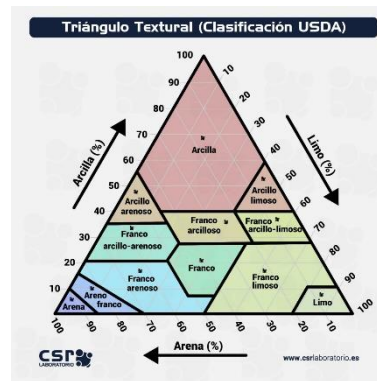 Triángulo Textural (Clasificación USDA)
100
90
80
70
60
50
40
30
20
10
Arcilla (%)
10
20
30
40
50
60
70
80
90
100
Limo (%)
Arcilla
Arcillo
arenoso
Arcillo
limoso
Franco
arcilloso
Franco
arcillo-limoso
Franco
arcillo-arenoso
Franco
Franco
arenoso
Franco
limoso
Limo
Arena
Areno
franco
100
90
80
70
60
50
40
30
20
10
Arena (%)
CSR
LABORATORIO
www.csrlaboratorio.es